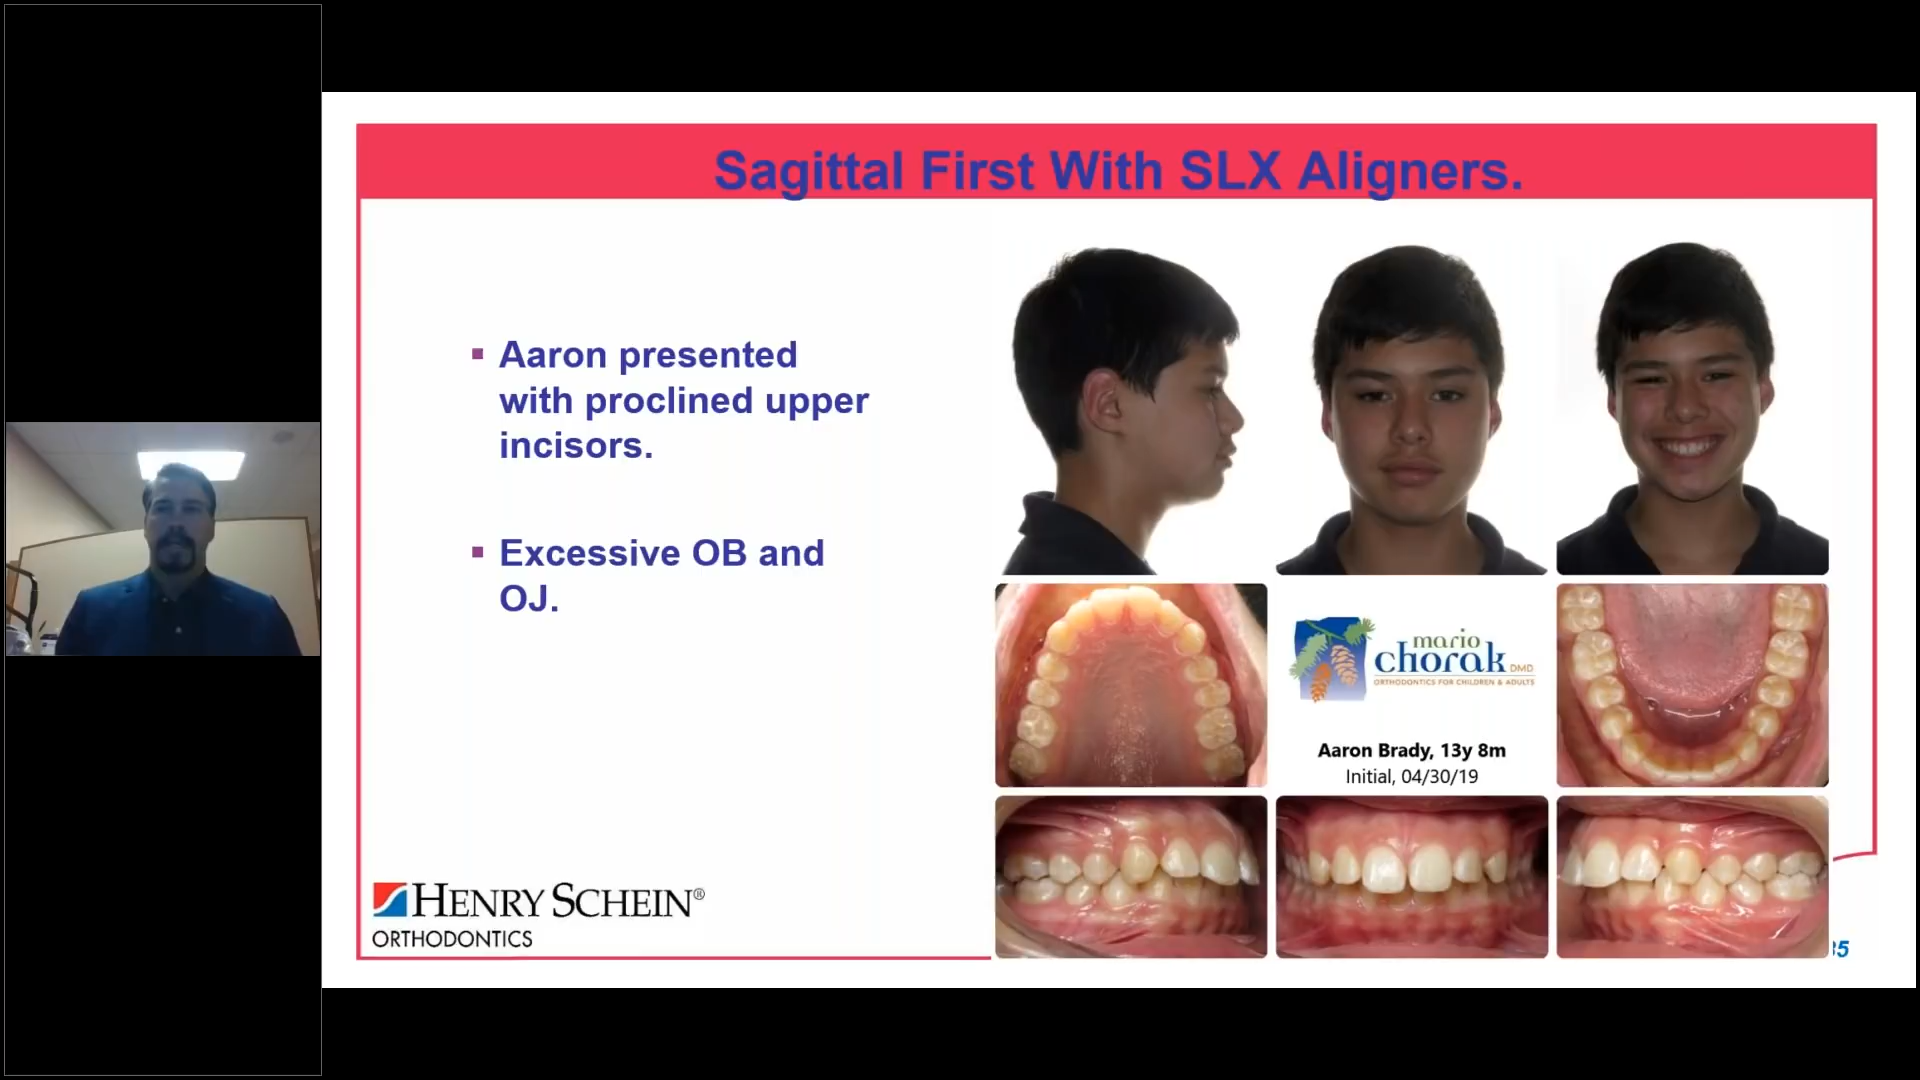 Sagittal First With SLX Aligners.
▪ Aaron presented
with proclined upper
incisors.
▪ Excessive OB and
OJ.
mario
chorak DMD
ORTHODONTICS FOR CHILDREN & ADULTS
Aaron Brady, 13y 8m
Initial, 04/30/19
HENRY SCHEIN®
ORTHODONTICS